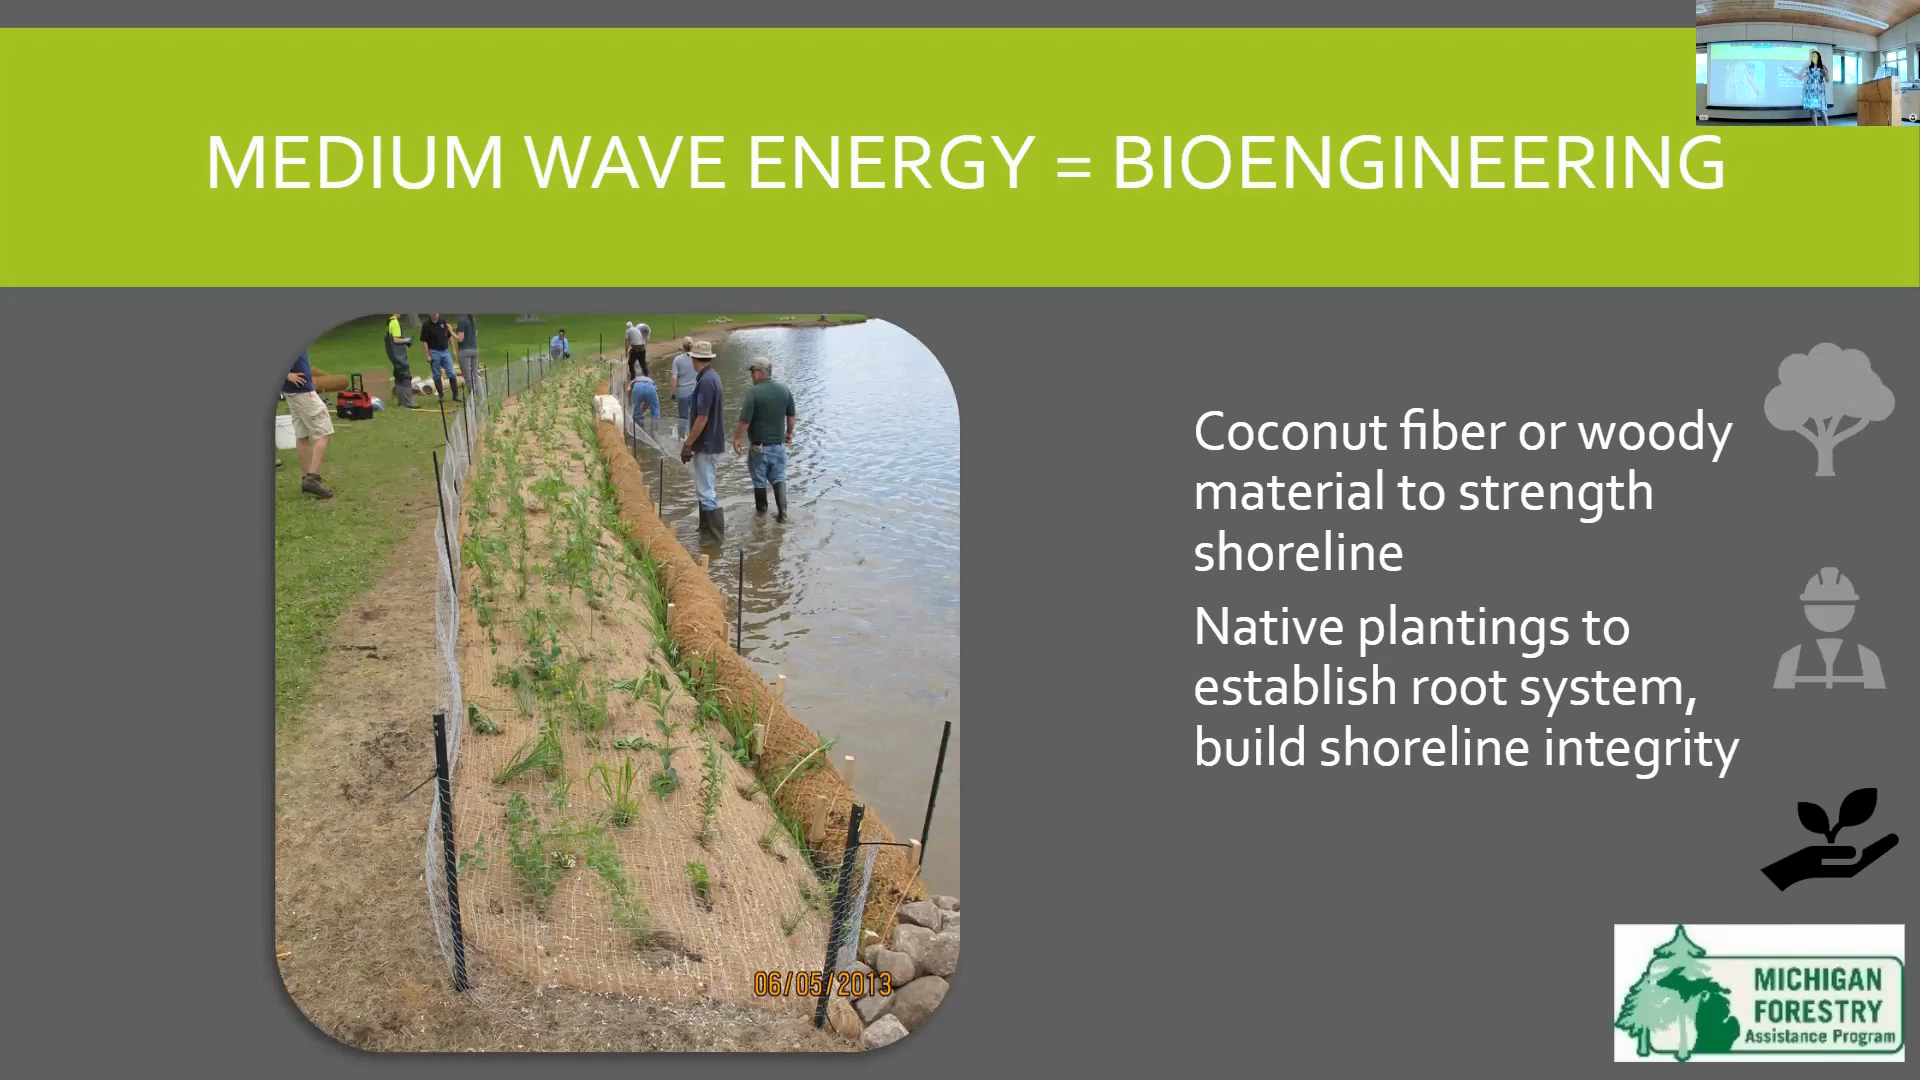 MEDIUM WAVE ENERGY = BIOENGINEERING
Coconut fiber or woody
material to strength
shoreline
Native plantings to
establish root system,
build shoreline integrity
06/05/2013
MICHIGAN
FORESTRY
Assistance Program